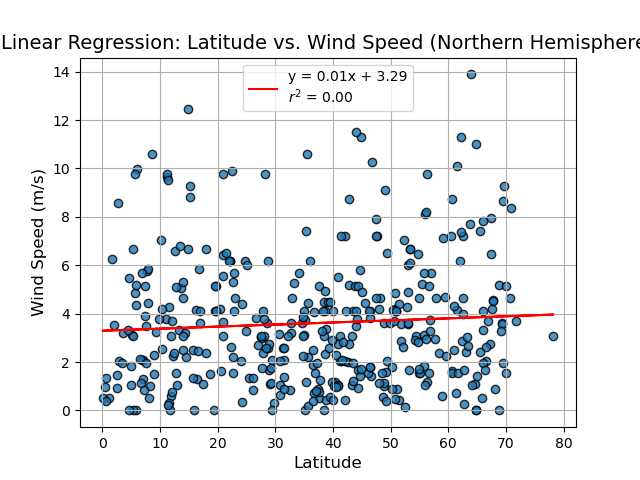 Linear Regression: Latitude vs. Wind Speed (Northern Hemisphere
y = 0.01x + 3.29
r² = 0.00
Wind Speed (m/s)
14
12
10
8
6
4
2
0
0 10 20 30 40 50 60 70 80
Latitude